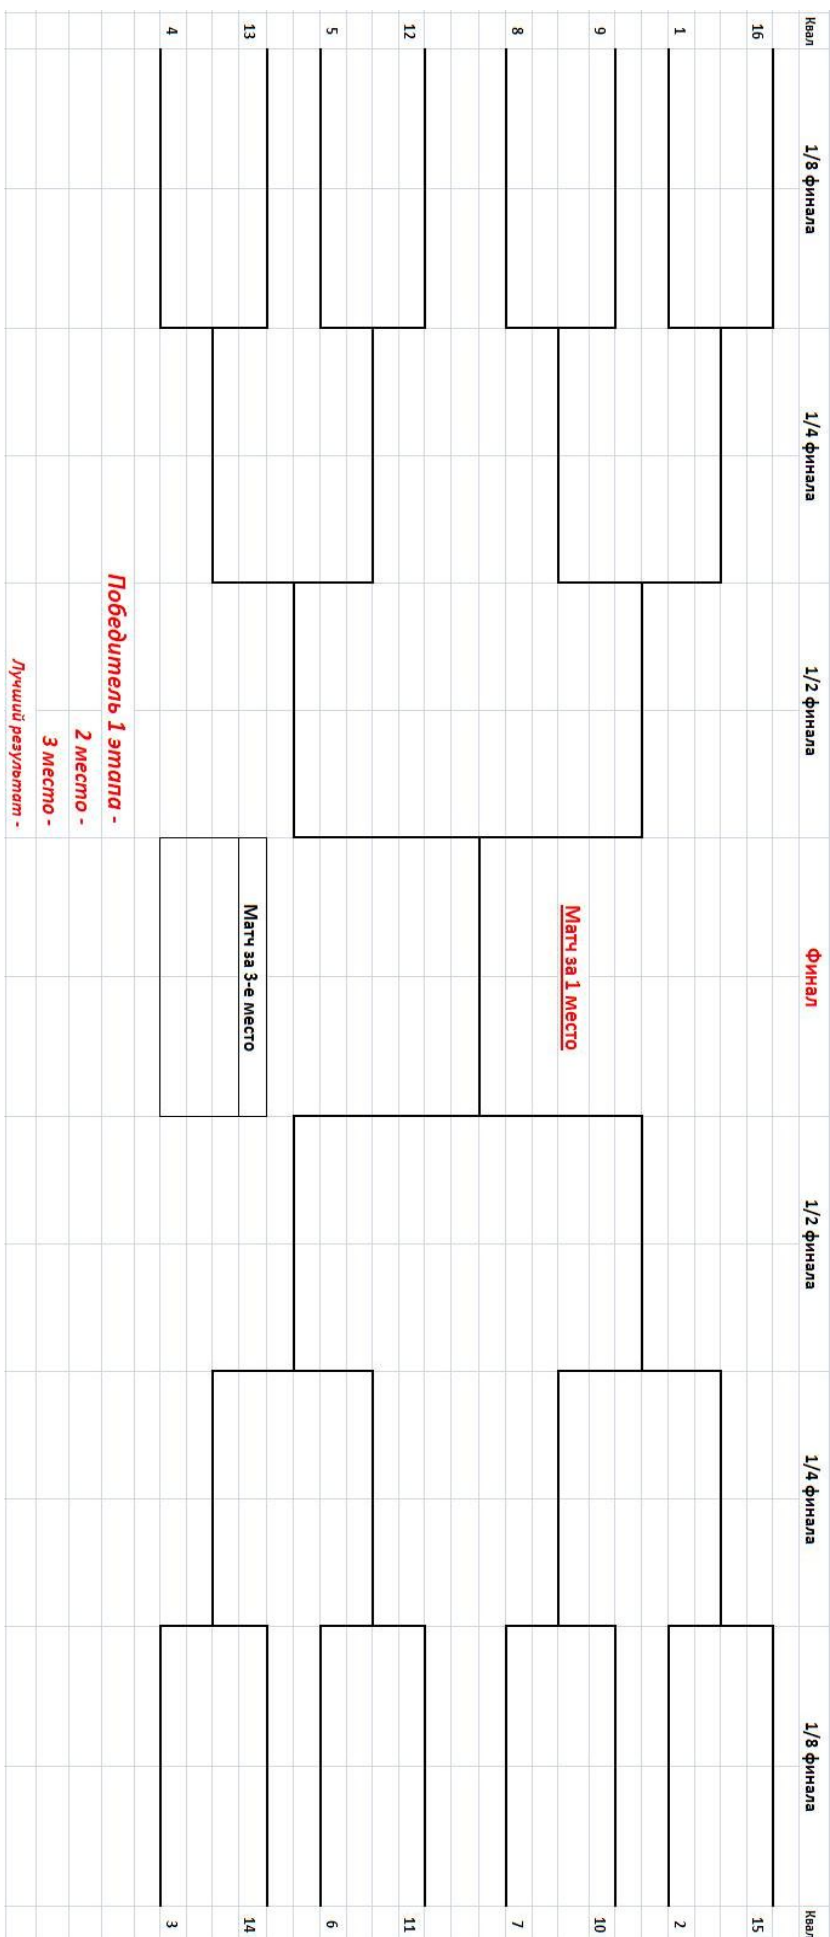 Квал 1/8 финала 1/4 финала 1/2 финала Финал 1/2 финала 1/4 финала 1/8 финала Квал
16 15
1 2
9 10
Матч за 1 место
8 7
12 11
5 6
13 14
Матч за 3-е место
4 3
Победитель 1 этапа -
2 место -
3 место -
Лучший результат -